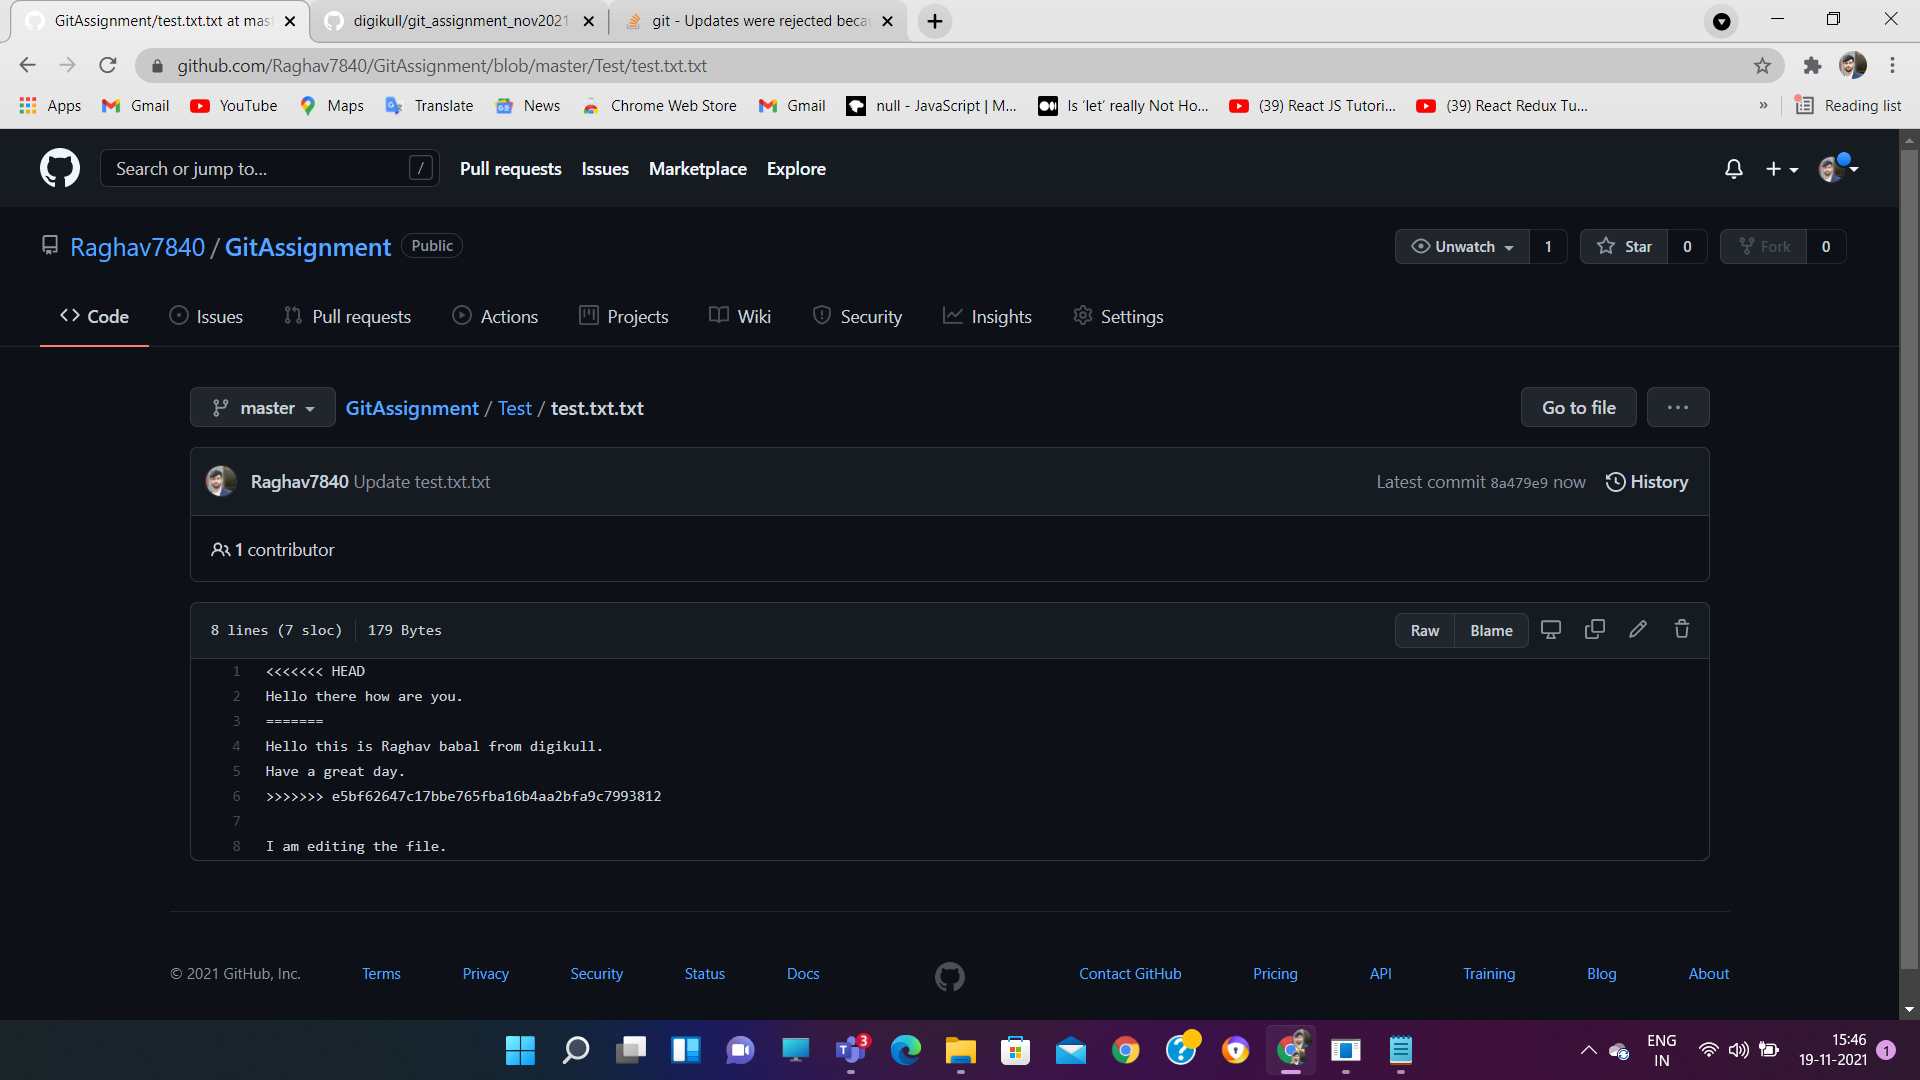 GitAssignment/test.txt.txt at mas
digikull/git_assignment_nov2021
git - Updates were rejected beca
github.com/Raghav7840/GitAssignment/blob/master/Test/test.txt.txt
Apps
Gmail
YouTube
Maps
Translate
News
Chrome Web Store
Gmail
null - JavaScript | M...
Is ‘let’ really Not Ho...
(39) React JS Tutori...
(39) React Redux Tu...
»
Reading list
Search or jump to...
/
Pull requests
Issues
Marketplace
Explore
Raghav7840 / GitAssignment
Public
Unwatch
1
Star
0
Fork
0
Code
Issues
Pull requests
Actions
Projects
Wiki
Security
Insights
Settings
master
GitAssignment / Test / test.txt.txt
Go to file
...
Raghav7840 Update test.txt.txt
Latest commit 8a479e9 now
History
1 contributor
8 lines (7 sloc)
179 Bytes
Raw
Blame
1 <<<<<<< HEAD
2 Hello there how are you.
3 =======
4 Hello this is Raghav babal from digikull.
5 Have a great day.
6 >>>>>>> e5bf62647c17bbe765fba16b4aa2bfa9c7993812
7
8 I am editing the file.
© 2021 GitHub, Inc.
Terms
Privacy
Security
Status
Docs
Contact GitHub
Pricing
API
Training
Blog
About
3
ENG
IN
15:46
19-11-2021
1